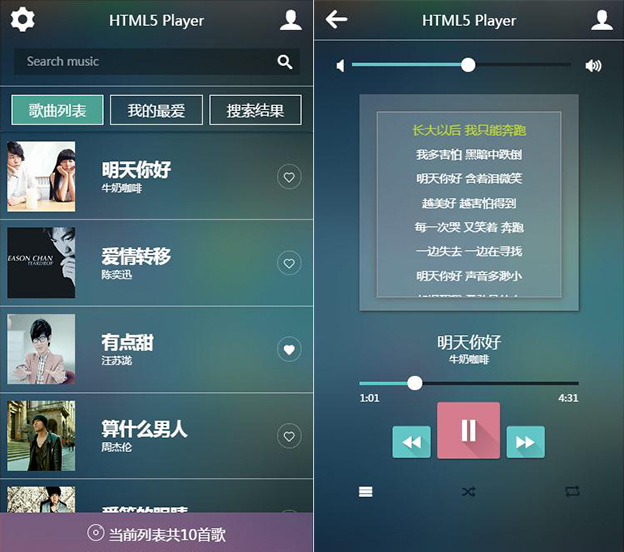 HTML5 Player
Search music
歌曲列表
我的最爱
搜索结果
明天你好
牛奶咖啡
EASON CHAN
爱情转移
陈奕迅
有点甜
汪苏泷
算什么男人
周杰伦
爱笑的眼睛
当前列表共10首歌
HTML5 Player
长大以后 我只能奔跑
我多害怕 黑暗中跌倒
明天你好 含着泪微笑
越美好 越害怕得到
每一次哭 又笑着 奔跑
一边失去 一边在寻找
明天你好 声音多渺小
明天你好
牛奶咖啡
1:01
4:31